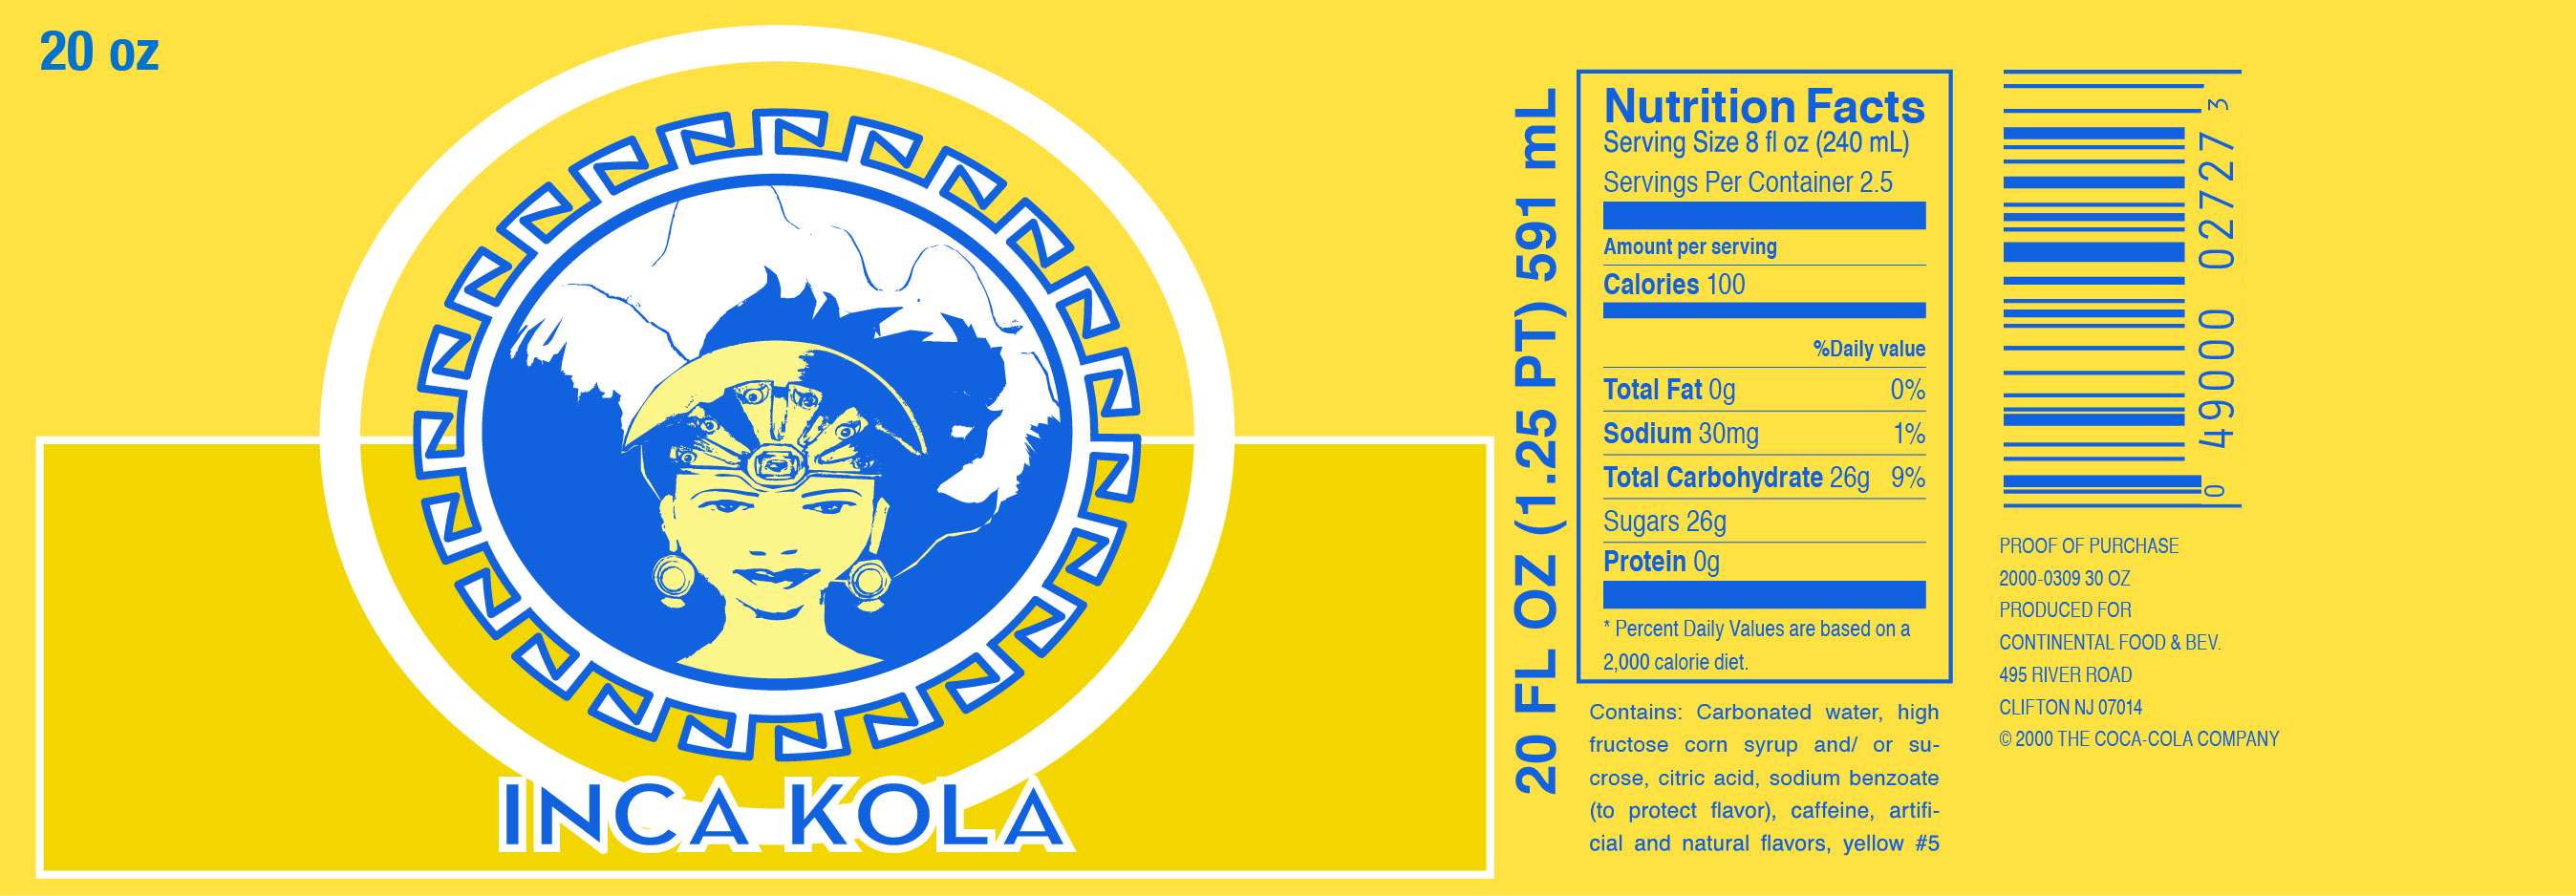 20 oz
INCA KOLA
20 FL OZ (1.25 PT) 591 mL
Nutrition Facts
Serving Size 8 fl oz (240 mL)
Servings Per Container 2.5
Amount per serving
Calories 100
%Daily value
Total Fat 0g 0%
Sodium 30mg 1%
Total Carbohydrate 26g 9%
Sugars 26g
Protein 0g
* Percent Daily Values are based on a
2,000 calorie diet.
Contains: Carbonated water, high
fructose corn syrup and/ or su-
crose, citric acid, sodium benzoate
(to protect flavor), caffeine, artifi-
cial and natural flavors, yellow #5
0 49000 02727 3
PROOF OF PURCHASE
2000-0309 30 OZ
PRODUCED FOR
CONTINENTAL FOOD & BEV.
495 RIVER ROAD
CLIFTON NJ 07014
© 2000 THE COCA-COLA COMPANY